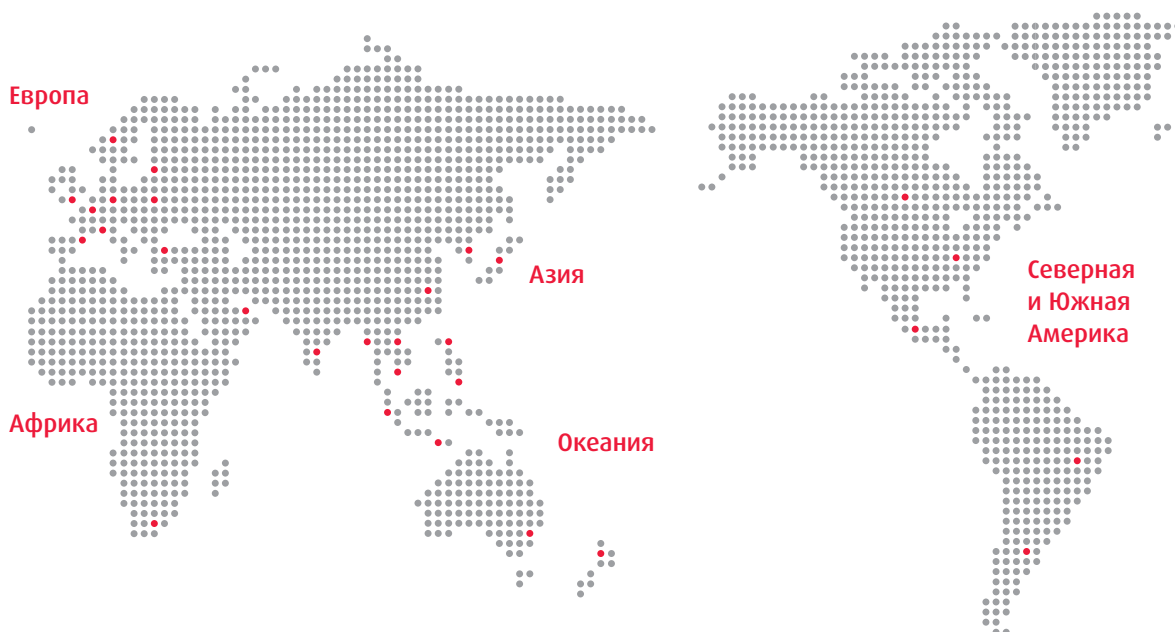 Европа
Азия
Северная
и Южная
Америка
Африка
Океания